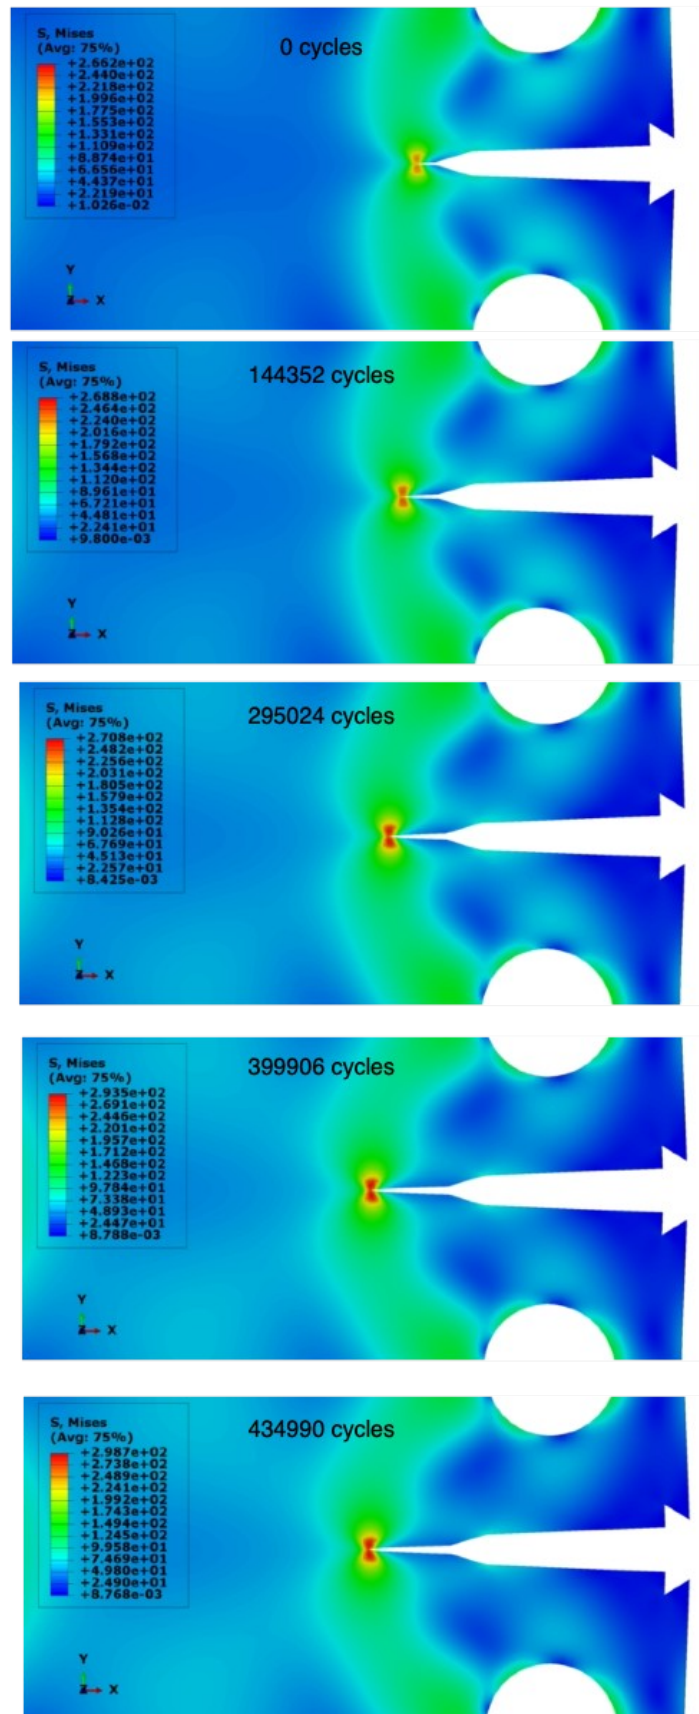 S, Mises
(Avg: 75%)
+2.662e+02
+2.440e+02
+2.218e+02
+1.996e+02
+1.775e+02
+1.553e+02
+1.331e+02
+1.109e+02
+8.874e+01
+6.656e+01
+4.437e+01
+2.219e+01
+1.026e-02
0 cycles
Y
Z
X
S, Mises
(Avg: 75%)
+2.688e+02
+2.464e+02
+2.240e+02
+2.016e+02
+1.792e+02
+1.568e+02
+1.344e+02
+1.120e+02
+8.961e+01
+6.721e+01
+4.481e+01
+2.241e+01
+9.800e-03
144352 cycles
Y
Z
X
S, Mises
(Avg: 75%)
+2.708e+02
+2.482e+02
+2.256e+02
+2.031e+02
+1.805e+02
+1.579e+02
+1.354e+02
+1.128e+02
+9.026e+01
+6.769e+01
+4.513e+01
+2.257e+01
+8.425e-03
295024 cycles
Y
Z
X
S, Mises
(Avg: 75%)
+2.935e+02
+2.691e+02
+2.446e+02
+2.201e+02
+1.957e+02
+1.712e+02
+1.468e+02
+1.223e+02
+9.784e+01
+7.338e+01
+4.893e+01
+2.447e+01
+8.788e-03
399906 cycles
Y
Z
X
S, Mises
(Avg: 75%)
+2.987e+02
+2.738e+02
+2.489e+02
+2.241e+02
+1.992e+02
+1.743e+02
+1.494e+02
+1.245e+02
+9.958e+01
+7.469e+01
+4.980e+01
+2.490e+01
+8.768e-03
434990 cycles
Y
Z
X